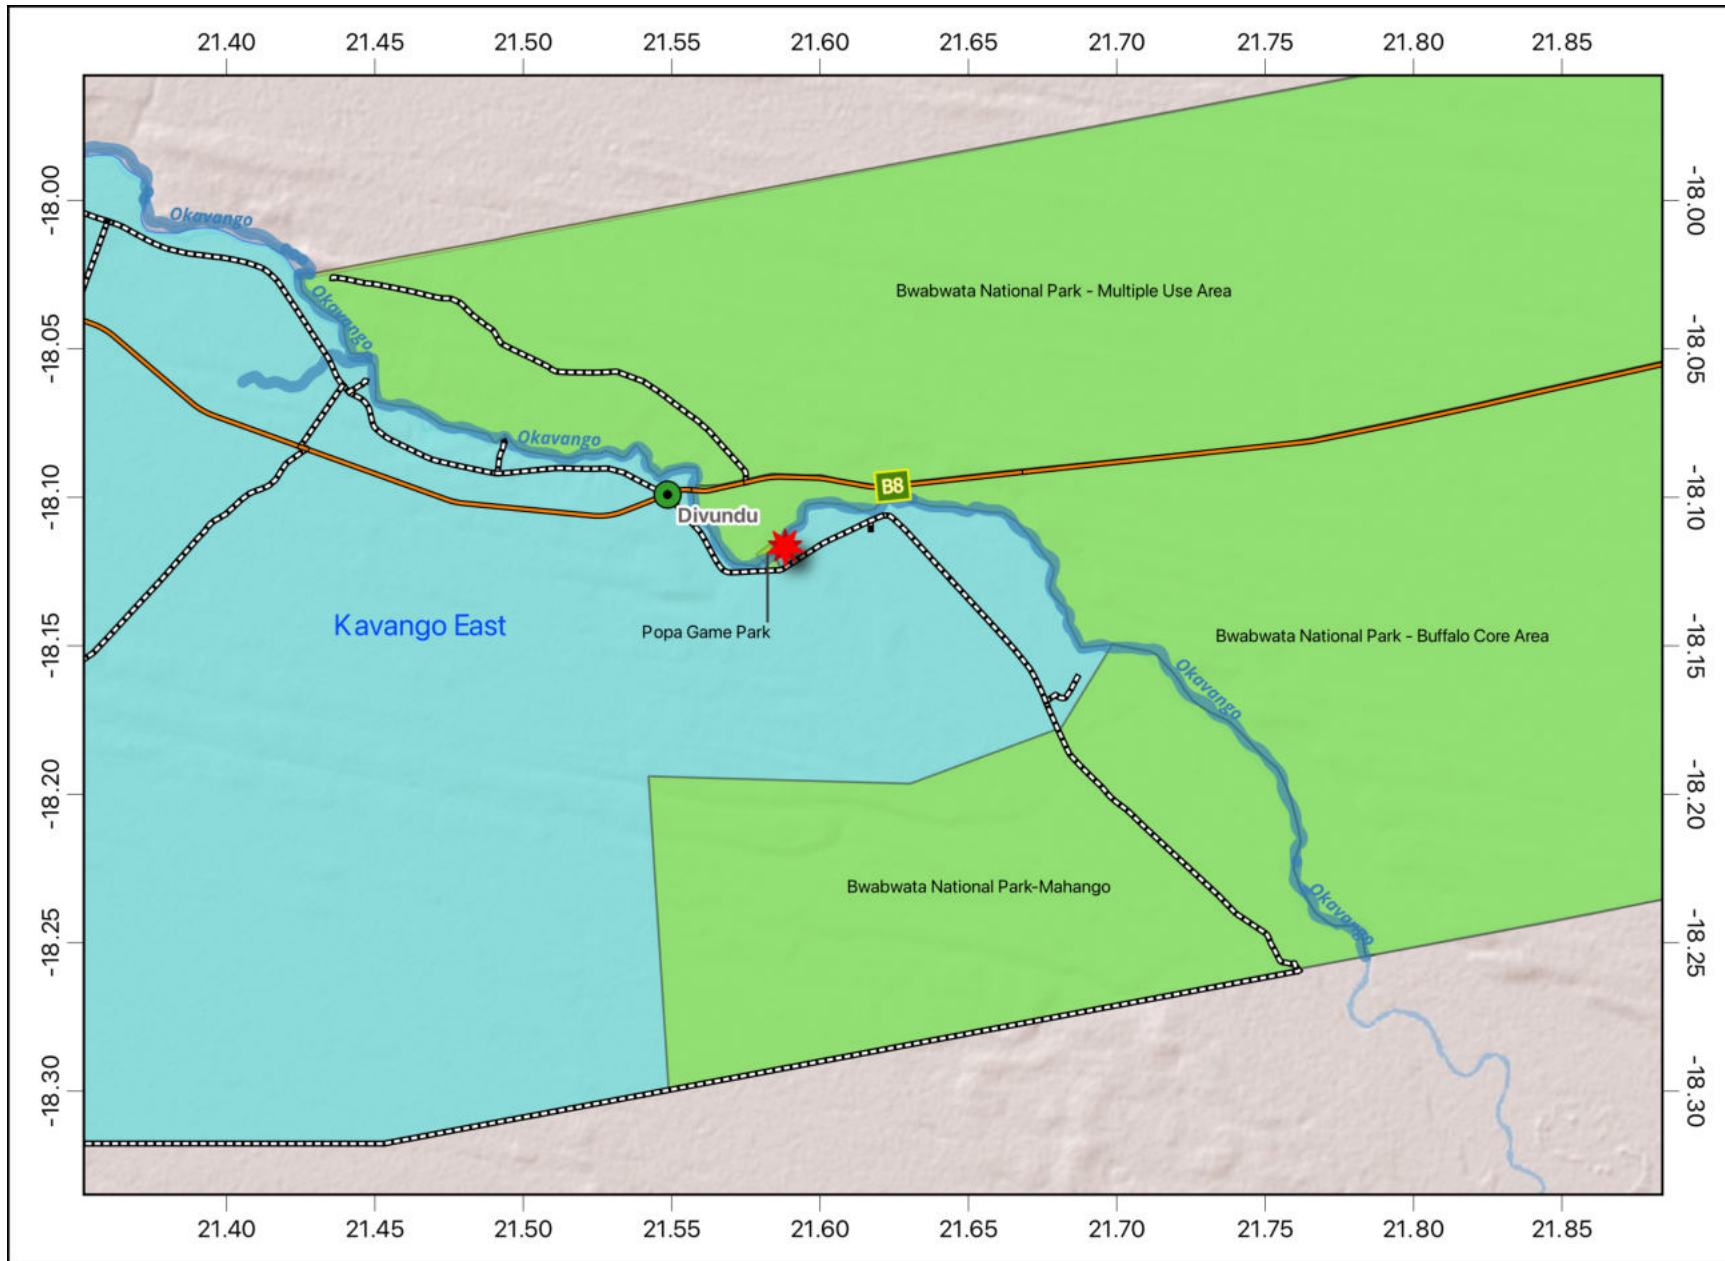 21.40 21.45 21.50 21.55 21.60 21.65 21.70 21.75 21.80 21.85
-18.00
-18.00
Okavango
Bwabwata National Park - Multiple Use Area
Okavango
-18.05
-18.05
Okavango
B8
-18.10
-18.10
Divundu
Kavango East
Popa Game Park
Bwabwata National Park - Buffalo Core Area
-18.15
-18.15
Okavango
-18.20
-18.20
Bwabwata National Park-Mahango
Okavango
-18.25
-18.25
-18.30
-18.30
21.40 21.45 21.50 21.55 21.60 21.65 21.70 21.75 21.80 21.85